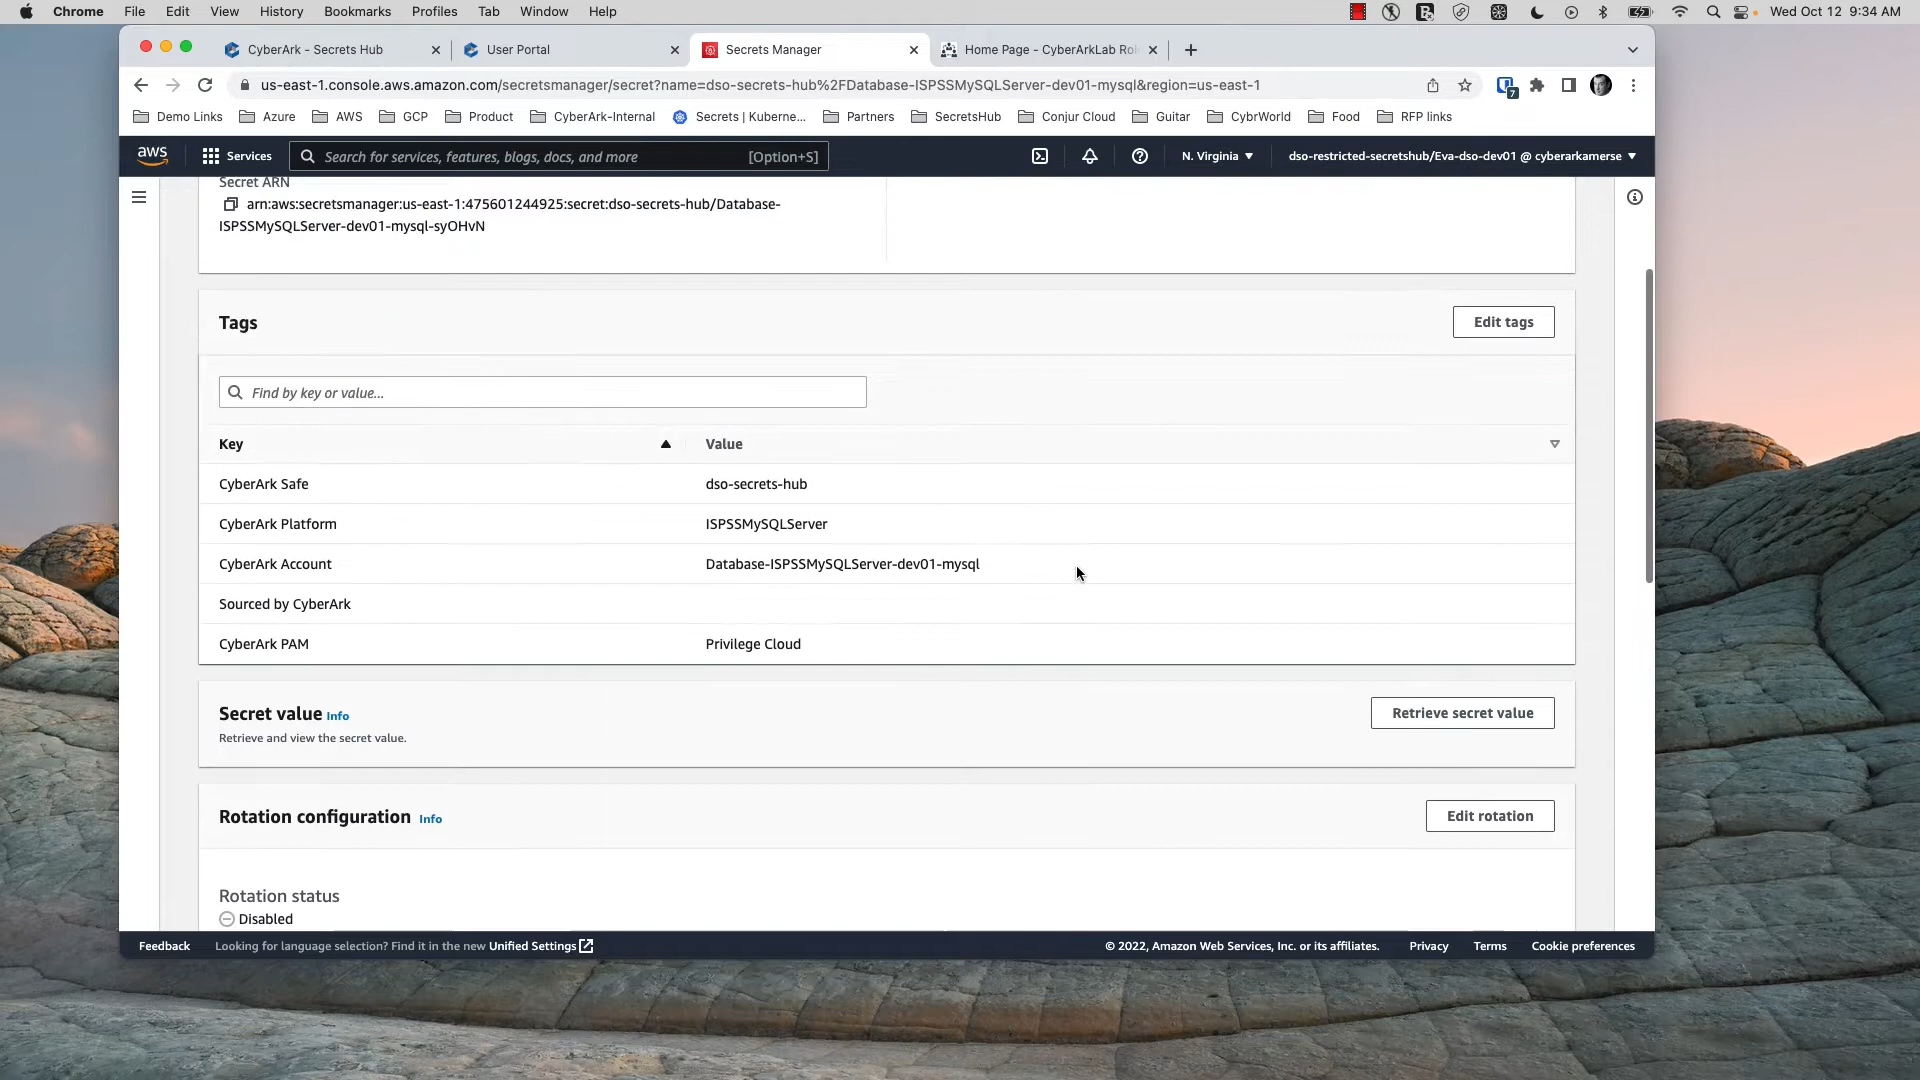 Chrome File Edit View History Bookmarks Profiles Tab Window Help Wed Oct 12 9:34 AM
CyberArk - Secrets Hub User Portal Secrets Manager Home Page - CyberArkLab Rol
us-east-1.console.aws.amazon.com/secretsmanager/secret?name=dso-secrets-hub%2FDatabase-ISPSSMySQLServer-dev01-mysql&region=us-east-1 7
Demo Links Azure AWS GCP Product CyberArk-Internal Secrets | Kuberne... Partners SecretsHub Conjur Cloud Guitar CybrWorld Food RFP links
aws Services Search for services, features, blogs, docs, and more [Option+S] N. Virginia dso-restricted-secretshub/Eva-dso-dev01 @ cyberarkamerse
Secret ARN
arn:aws:secretsmanager:us-east-1:475601244925:secret:dso-secrets-hub/Database-
ISPSSMySQLServer-dev01-mysql-syOHvN
Tags Edit tags
Find by key or value...
Key Value
CyberArk Safe dso-secrets-hub
CyberArk Platform ISPSSMySQLServer
CyberArk Account Database-ISPSSMySQLServer-dev01-mysql
Sourced by CyberArk
CyberArk PAM Privilege Cloud
Secret value Info Retrieve secret value
Retrieve and view the secret value.
Rotation configuration Info Edit rotation
Rotation status
Disabled
Feedback Looking for language selection? Find it in the new Unified Settings © 2022, Amazon Web Services, Inc. or its affiliates. Privacy Terms Cookie preferences